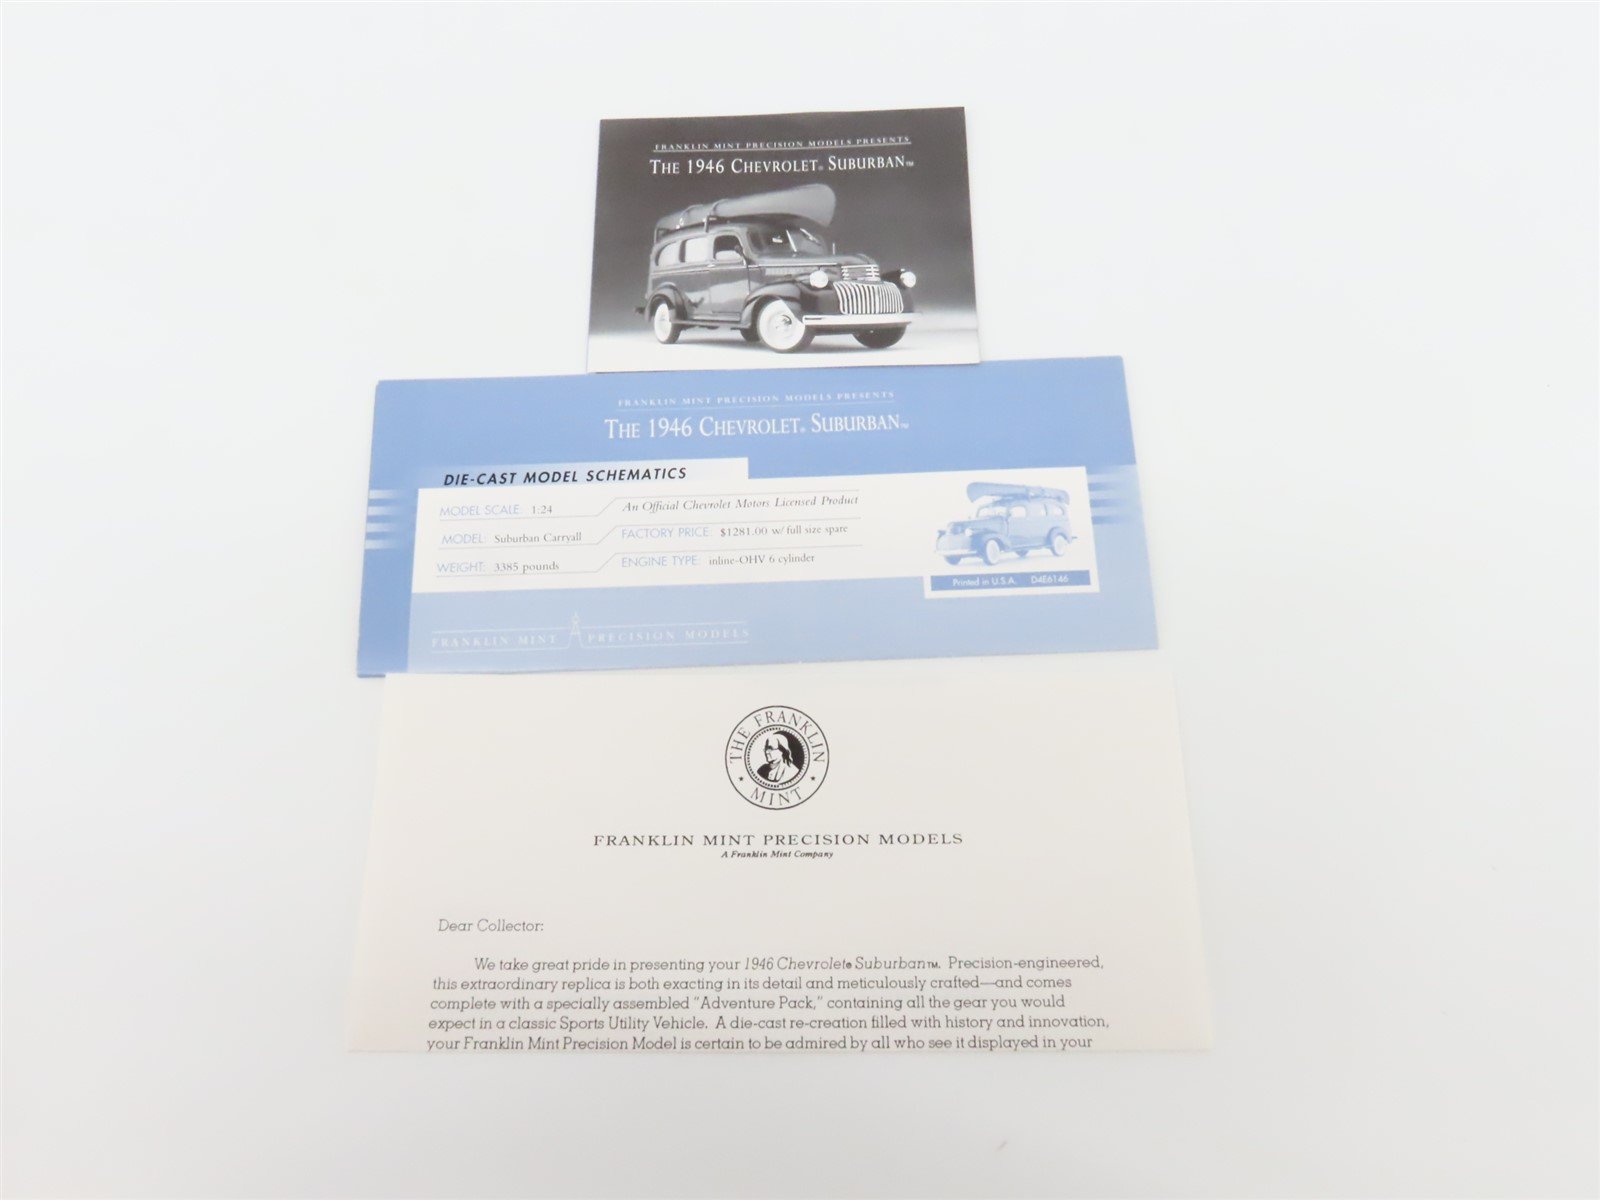 FRANKLIN MINT PRECISION MODELS PRESENTS
THE 1946 CHEVROLET® SUBURBAN™
FRANKLIN MINT PRECISION MODELS PRESENTS
THE 1946 CHEVROLET® SUBURBAN™
DIE-CAST MODEL SCHEMATICS
MODEL SCALE: 1:24
An Official Chevrolet Motors Licensed Product
MODEL: Suburban Carryall
FACTORY PRICE: $1281.00 w/ full size spare
WEIGHT: 3385 pounds
ENGINE TYPE: inline-OHV 6 cylinder
Printed in U.S.A. D4E6146
FRANKLIN MINT PRECISION MODELS
THE FRANKLIN MINT
FRANKLIN MINT PRECISION MODELS
A Franklin Mint Company
Dear Collector:
We take great pride in presenting your 1946 Chevrolet® Suburban™. Precision-engineered,
this extraordinary replica is both exacting in its detail and meticulously crafted—and comes
complete with a specially assembled "Adventure Pack," containing all the gear you would
expect in a classic Sports Utility Vehicle. A die-cast re-creation filled with history and innovation,
your Franklin Mint Precision Model is certain to be admired by all who see it displayed in your